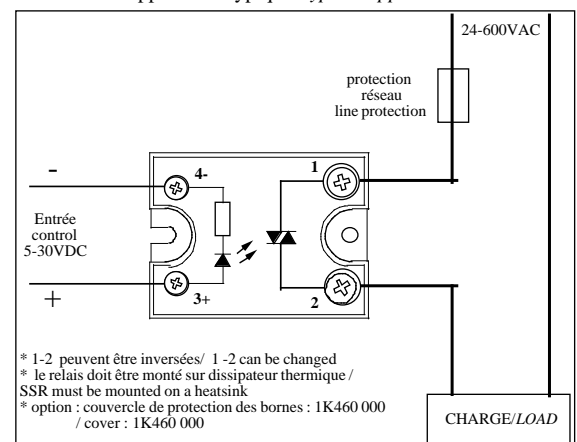 24-600VAC
protection
réseau
line protection
1
4-
-
Entrée
control
5-30VDC
+
3+
2
* 1-2 peuvent être inversées/ 1 -2 can be changed
* le relais doit être monté sur dissipateur thermique /
SSR must be mounted on a heatsink
* option : couvercle de protection des bornes : 1K460 000
/ cover : 1K460 000
CHARGE/LOAD